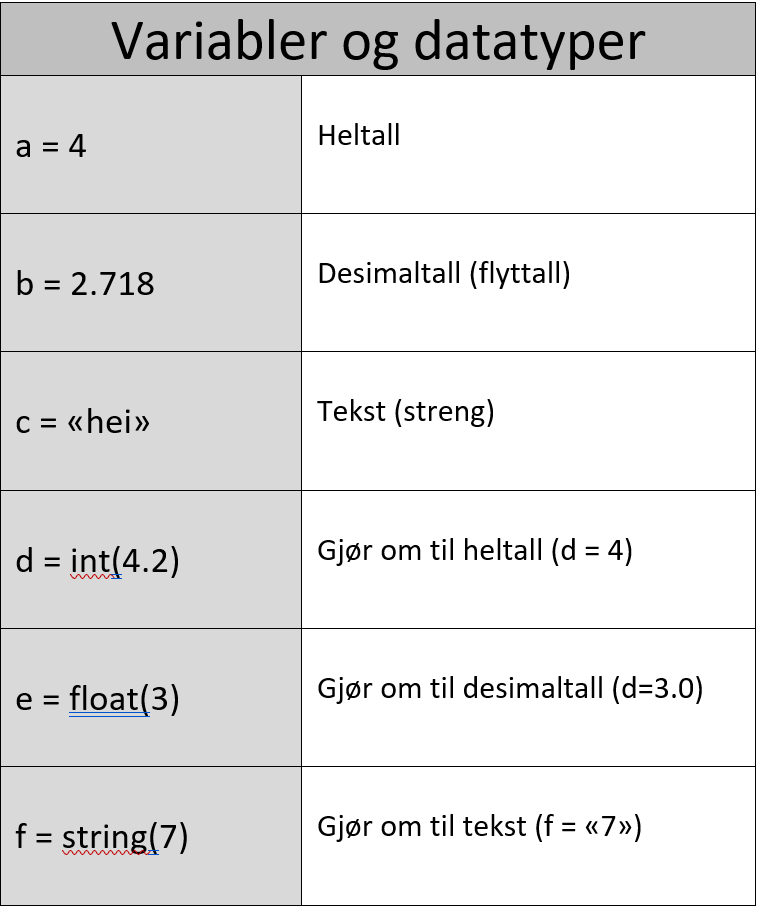 Variabler og datatyper
a = 4
Heltall
b = 2.718
Desimaltall (flyttall)
c = «hei»
Tekst (streng)
d = int(4.2)
Gjør om til heltall (d = 4)
e = float(3)
Gjør om til desimaltall (d=3.0)
f = string(7)
Gjør om til tekst (f = «7»)